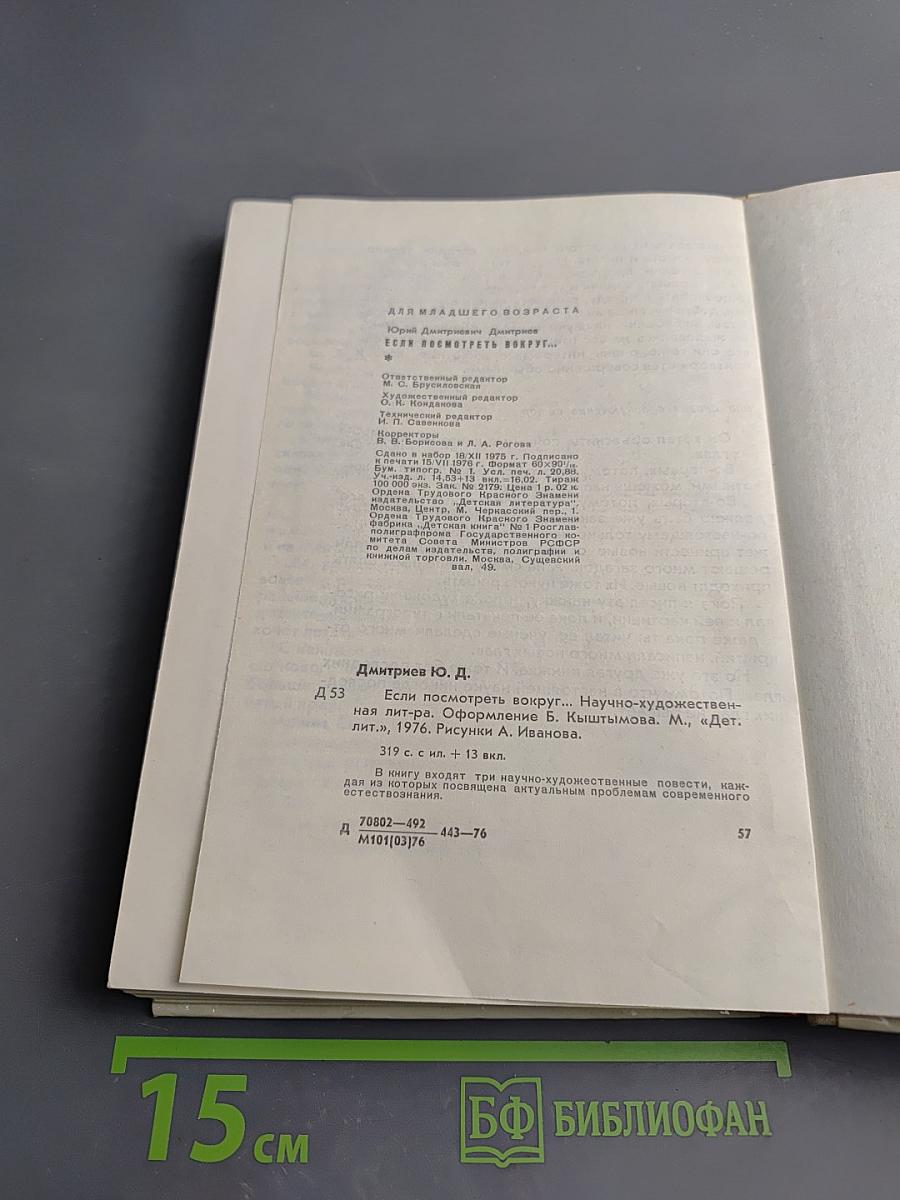 ДЛЯ МЛАДШЕГО ВОЗРАСТА
Юрий Дмитриевич Дмитриев
ЕСЛИ ПОСМОТРЕТЬ ВОКРУГ...
*
Ответственный редактор
М. С. Брусиловская
Художественный редактор
О. К. Кондакова
Технический редактор
И. П. Савенкова
Корректоры
В. В. Борисова и Л. А. Рогова
Сдано в набор 18/XII 1975 г. Подписано
к печати 15/VII 1976 г. Формат 60×90¹/₁₆.
Бум. типогр. № 1. Усл. печ. л. 20,88.
Уч.-изд. л. 14,53+13 вкл.=16,02. Тираж
100 000 экз. Зак. № 2179. Цена 1 р. 02 к.
Ордена Трудового Красного Знамени
издательство „Детская литература".
Москва, Центр, М. Черкасский пер., 1.
Ордена Трудового Красного Знамени
фабрика „Детская книга" № 1 Росглав-
полиграфпрома Государственного ко-
митета Совета Министров РСФСР
по делам издательств, полиграфии и
книжной торговли. Москва, Сущевский
вал, 49.
Дмитриев Ю. Д.
Д 53 Если посмотреть вокруг... Научно-художествен-
ная лит-ра. Оформление Б. Кыштымова. М., «Дет.
лит.», 1976. Рисунки А. Иванова.
319 с. с ил. + 13 вкл.
В книгу входят три научно-художественные повести, каж-
дая из которых посвящена актуальным проблемам современного
естествознания.
Д 70802—492
М101(03)76 443—76 57
15 см БФ БИБЛИОФАН